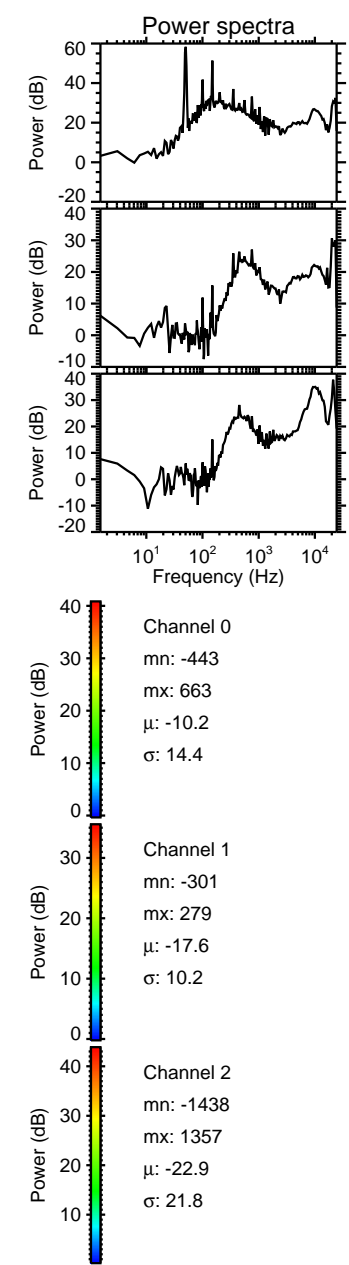 Power spectra
60
40
20
0
-20
Power (dB)
40
30
20
10
0
-10
Power (dB)
40
30
20
10
0
-10
-20
Power (dB)
10¹ 10² 10³ 10⁴
Frequency (Hz)
40
30
20
10
0
Power (dB)
Channel 0
mn: -443
mx: 663
μ: -10.2
σ: 14.4
30
20
10
0
Power (dB)
Channel 1
mn: -301
mx: 279
μ: -17.6
σ: 10.2
40
30
20
10
Power (dB)
Channel 2
mn: -1438
mx: 1357
μ: -22.9
σ: 21.8